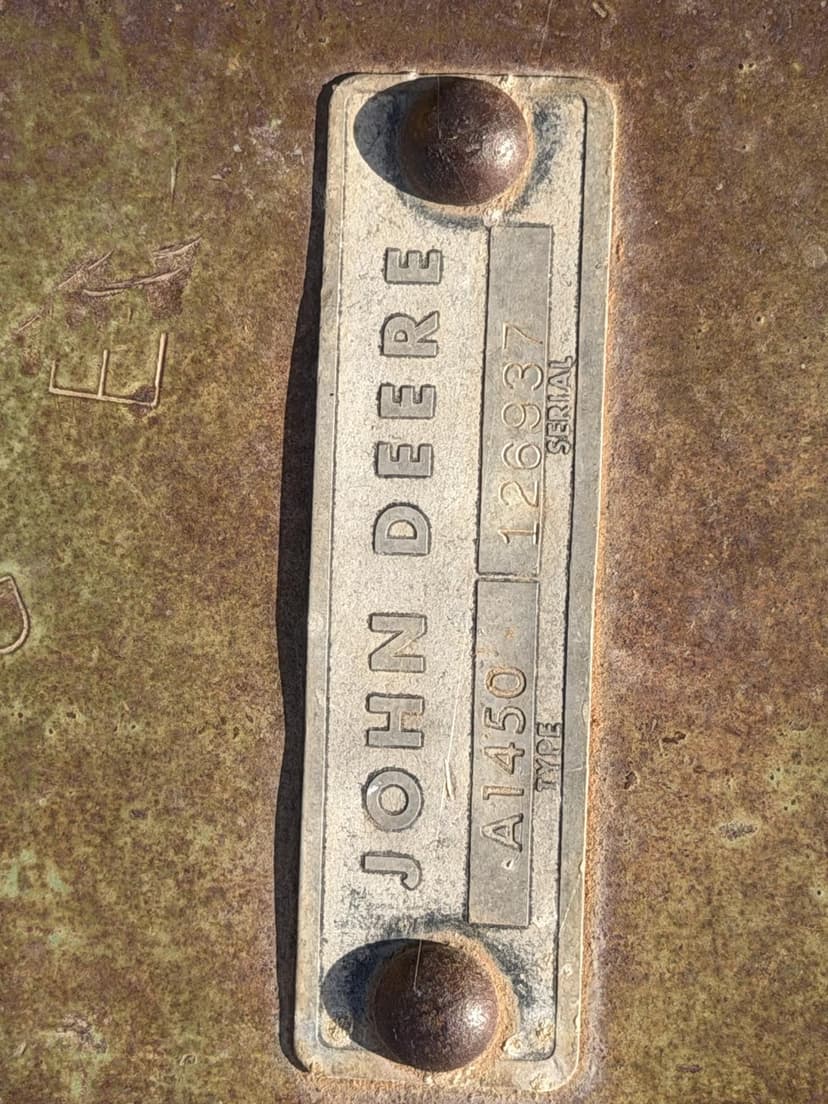 JOHN DEERE
A1450 126937
TYPE SERIAL
E